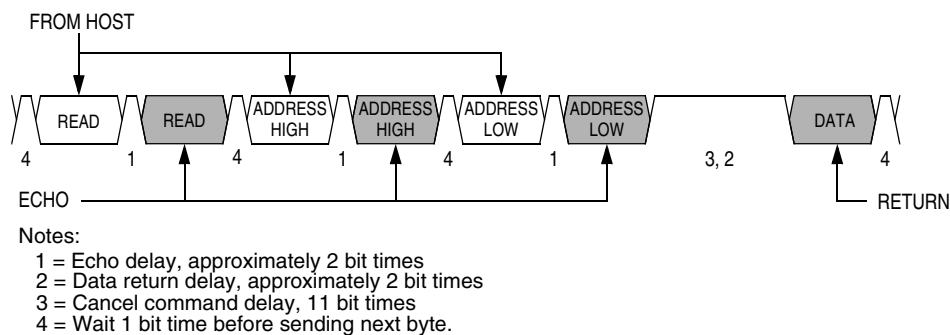 FROM HOST
READ READ ADDRESS HIGH ADDRESS HIGH ADDRESS LOW ADDRESS LOW DATA
4 1 4 1 4 1 3, 2 4
ECHO RETURN
Notes:
1 = Echo delay, approximately 2 bit times
2 = Data return delay, approximately 2 bit times
3 = Cancel command delay, 11 bit times
4 = Wait 1 bit time before sending next byte.